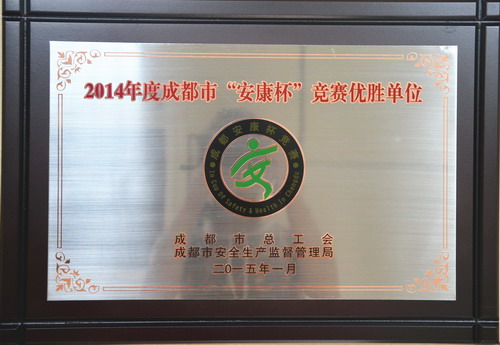 2014年度成都市“安康杯”竞赛优胜单位
成都安康杯竞赛
成都市总工会
成都市安全生产监督管理局
二〇一五年一月